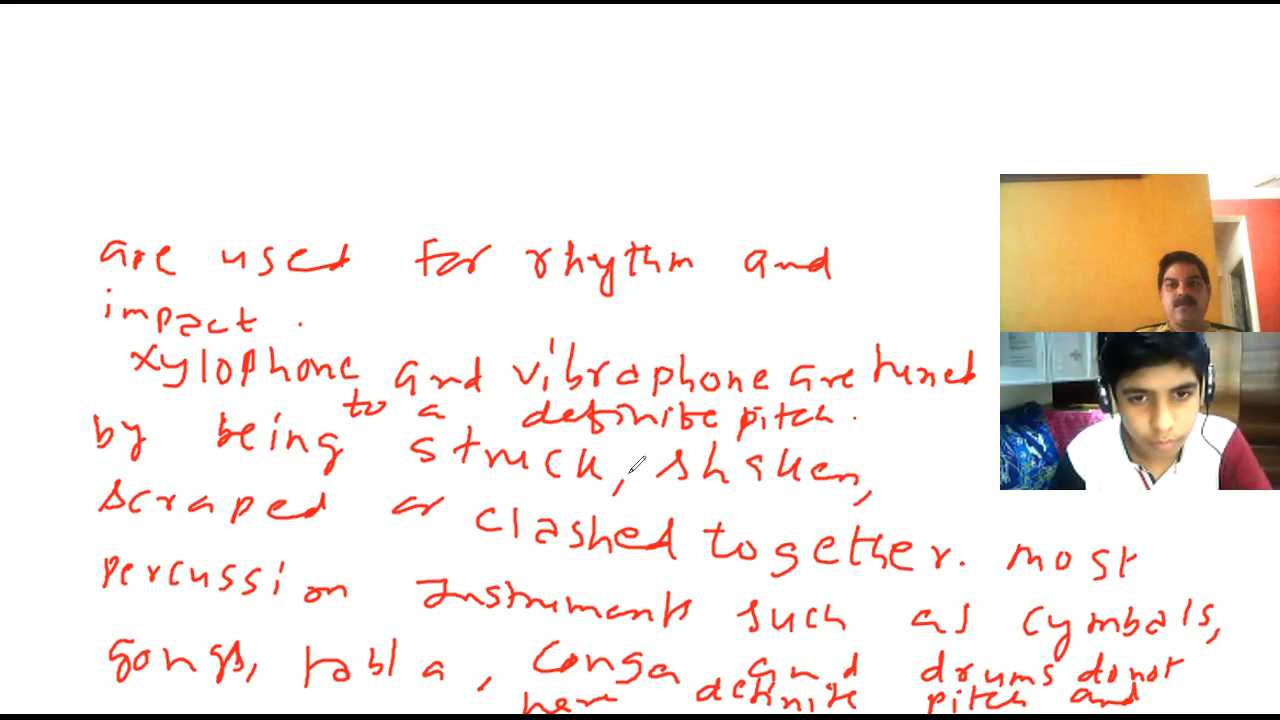 are used for rhythm and
impact.
xylophone and vibraphone are tuned
to a definite pitch.
by being struck, shaken,
scraped or clashed together. most
percussion Instruments such as cymbals,
gongs, tabla, Conga and drums do not
have definite pitch and